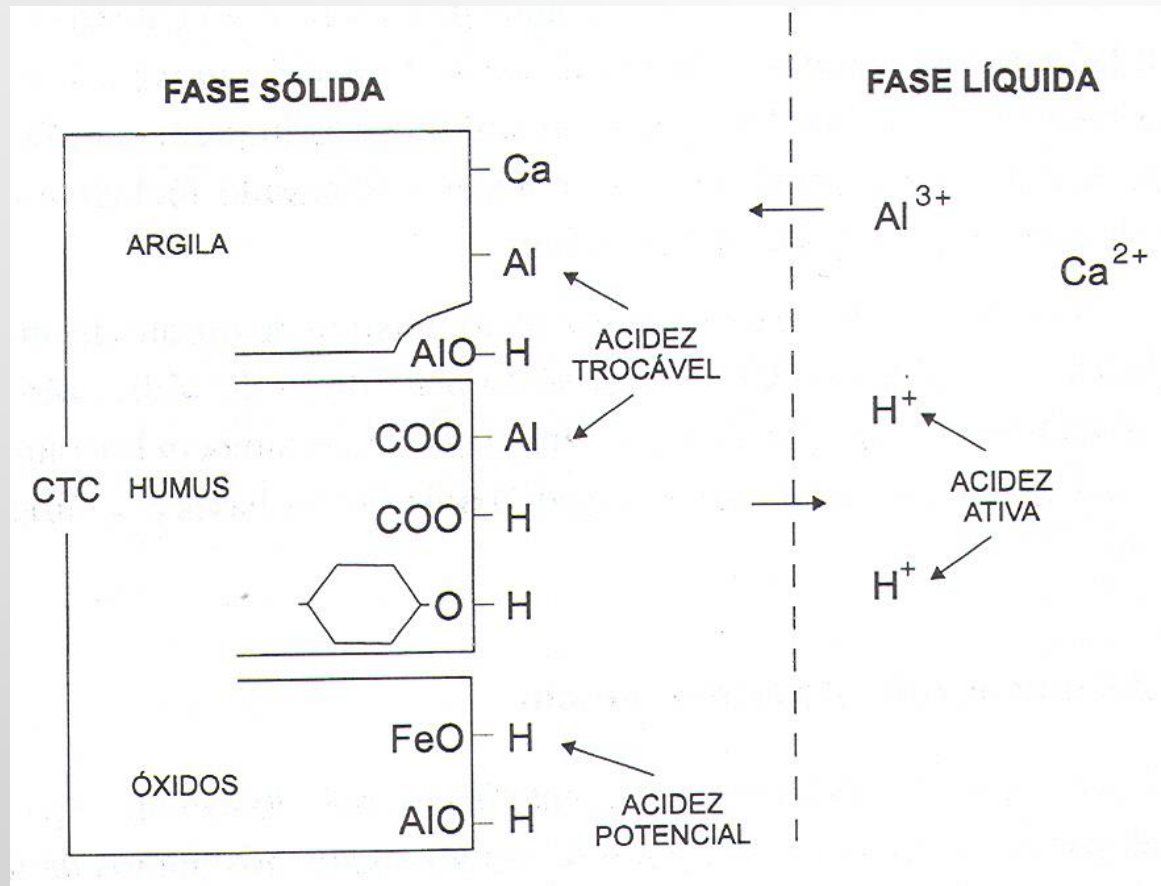 FASE SÓLIDA
FASE LÍQUIDA
Ca
Al³⁺
ARGILA
Al
Ca²⁺
ACIDEZ
TROCÁVEL
AlO H
H⁺
COO Al
CTC HUMUS
ACIDEZ
ATIVA
COO H
H⁺
O H
FeO H
ÓXIDOS
ACIDEZ
POTENCIAL
AlO H